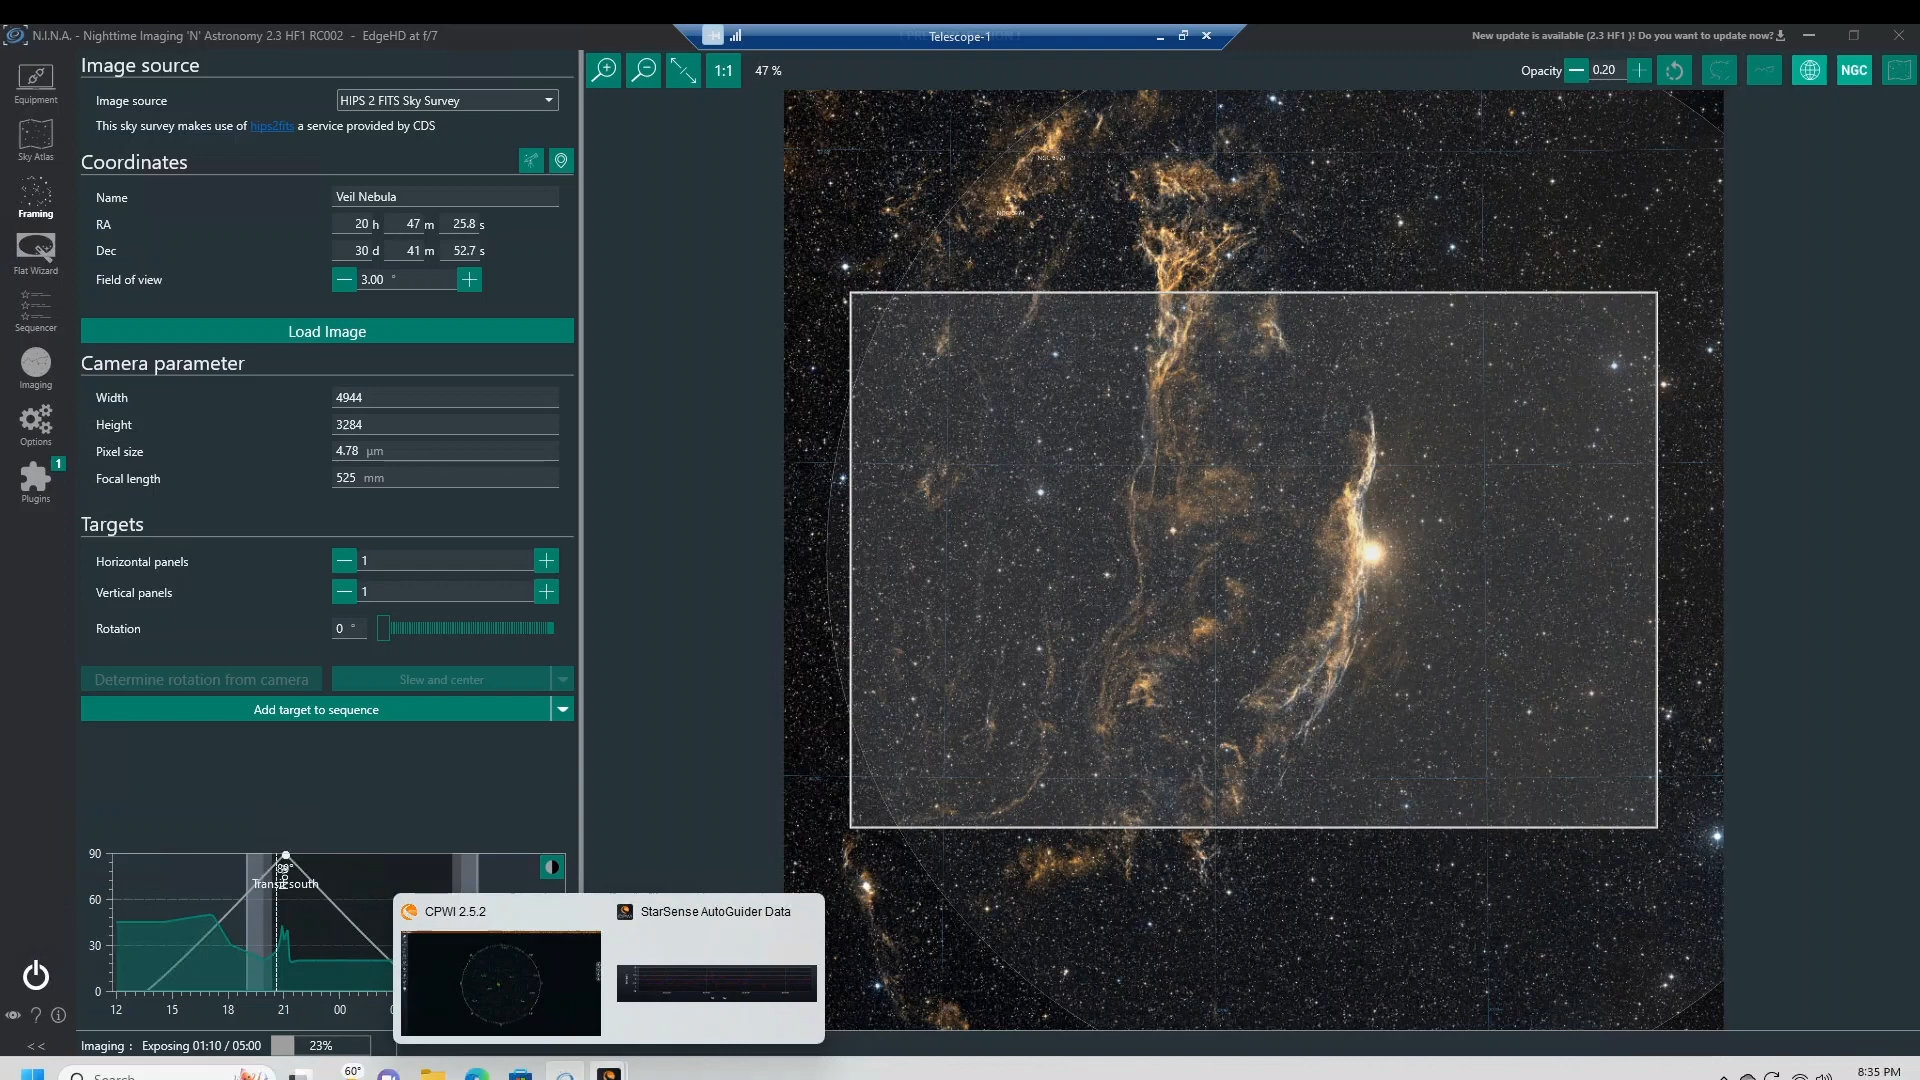 N.I.N.A. - Nighttime Imaging 'N' Astronomy 2.3 HF1 RC002 - EdgeHD at f/7
Telescope-1
New update is available (2.3 HF1 )! Do you want to update now?
Equipment
Sky Atlas
Framing
Flat Wizard
Sequencer
Imaging
Options
1
Plugins
Image source
Image source
HIPS 2 FITS Sky Survey
This sky survey makes use of hips2fits a service provided by CDS
Coordinates
Name
Veil Nebula
RA
20 h 47 m 25.8 s
Dec
30 d 41 m 52.7 s
Field of view
3.00 °
Load Image
Camera parameter
Width
4944
Height
3284
Pixel size
4.78 µm
Focal length
525 mm
Targets
Horizontal panels
1
Vertical panels
1
Rotation
0 °
Determine rotation from camera
Slew and center
Add target to sequence
1:1
47 %
Opacity
0.20
NGC
90
60
30
0
12 15 18 21 00
CPWI 2.5.2
StarSense AutoGuider Data
<<
Imaging : Exposing 01:10 / 05:00
23%
Search
60°
8:35 PM